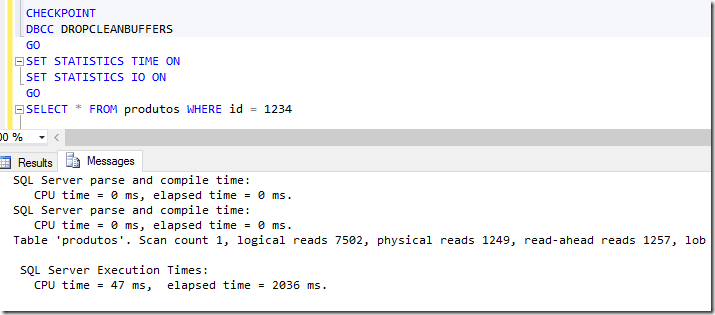 CHECKPOINT
DBCC DROPCLEANBUFFERS
GO
SET STATISTICS TIME ON
SET STATISTICS IO ON
GO
SELECT * FROM produtos WHERE id = 1234
00 %
Results Messages
SQL Server parse and compile time:
CPU time = 0 ms, elapsed time = 0 ms.
SQL Server parse and compile time:
CPU time = 0 ms, elapsed time = 0 ms.
Table 'produtos'. Scan count 1, logical reads 7502, physical reads 1249, read-ahead reads 1257, lob
SQL Server Execution Times:
CPU time = 47 ms, elapsed time = 2036 ms.